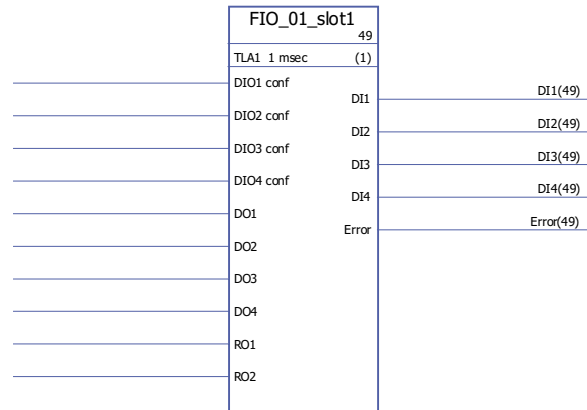 FIO_01_slot1
49
TLA1 1 msec (1)
DIO1 conf
DI1 DI1(49)
DIO2 conf
DI2 DI2(49)
DIO3 conf
DI3 DI3(49)
DIO4 conf
DI4 DI4(49)
DO1
Error Error(49)
DO2
DO3
DO4
RO1
RO2